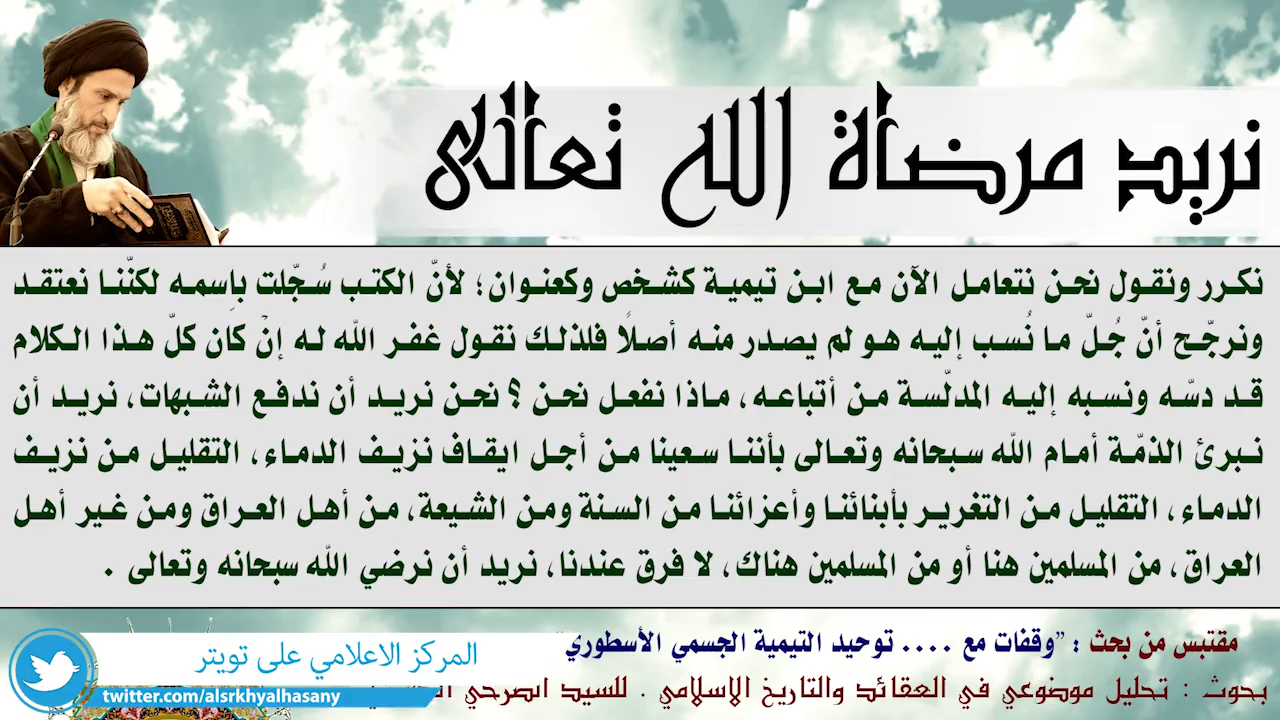 نريد مرضاة الله تعالى
نكرر ونقول نحن نتعامل الآن مع ابن تيمية كشخص وكعنوان؛ لأنّ الكتب سُجّلت بإسمه لكنّنا نعتقد
ونرجّح أنّ جُلّ ما نُسب إليه هو لم يصدر منه أصلاً فلذلك نقول غفر الله له إنْ كان كلّ هذا الكلام
قد دسّه ونسبه إليه المدلّسة من أتباعه، ماذا نفعل نحن ؟ نحن نريد أن ندفع الشبهات، نريد أن
نبرئ الذمّة أمام الله سبحانه وتعالى بأننا سعينا من أجل ايقاف نزيف الدماء، التقليل من نزيف
الدماء، التقليل من التغرير بأبنائنا وأعزائنا من السنة ومن الشيعة، من أهل العراق ومن غير أهل
العراق، من المسلمين هنا أو من المسلمين هناك، لا فرق عندنا، نريد أن نرضي الله سبحانه وتعالى .
مقتبس من بحث : "وقفات مع .... توحيد التيمية الجسمي الأسطوري"
بحوث : تحليل موضوعي في العقائد والتاريخ الاسلامي . للسيد الصرخي
المركز الاعلامي على تويتر
twitter.com/alsrkhyalhasany